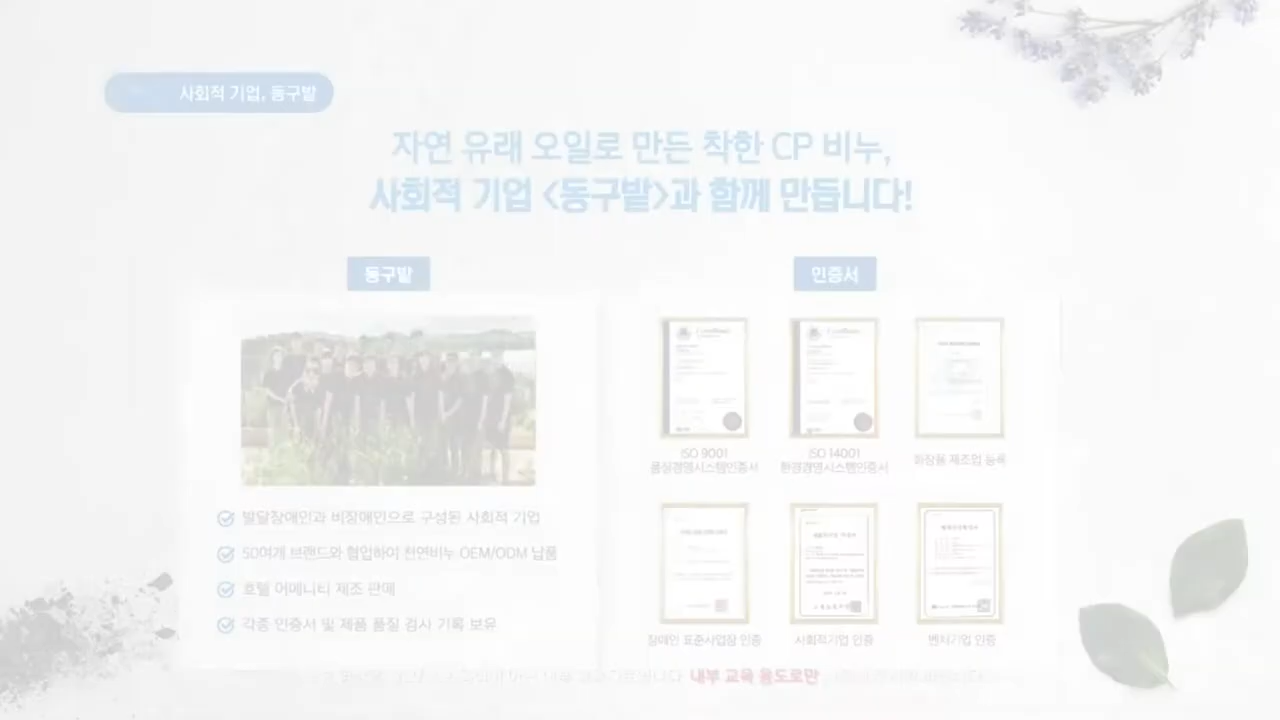 사회적 기업, 동구밭
자연 유래 오일로 만든 착한 CP 비누,
사회적 기업 <동구밭>과 함께 만듭니다!
동구밭
인증서
발달장애인과 비장애인으로 구성된 사회적 기업
50여개 브랜드와 협업하여 천연비누 OEM/ODM 납품
호텔 어메니티 제조 판매
각종 인증서 및 제품 품질 검사 기록 보유
ISO 9001
품질경영시스템인증서
ISO 14001
환경경영시스템인증서
화장품 제조업 등록
장애인 표준사업장 인증
사회적기업 인증
벤처기업 인증
내부 교육 용도로만